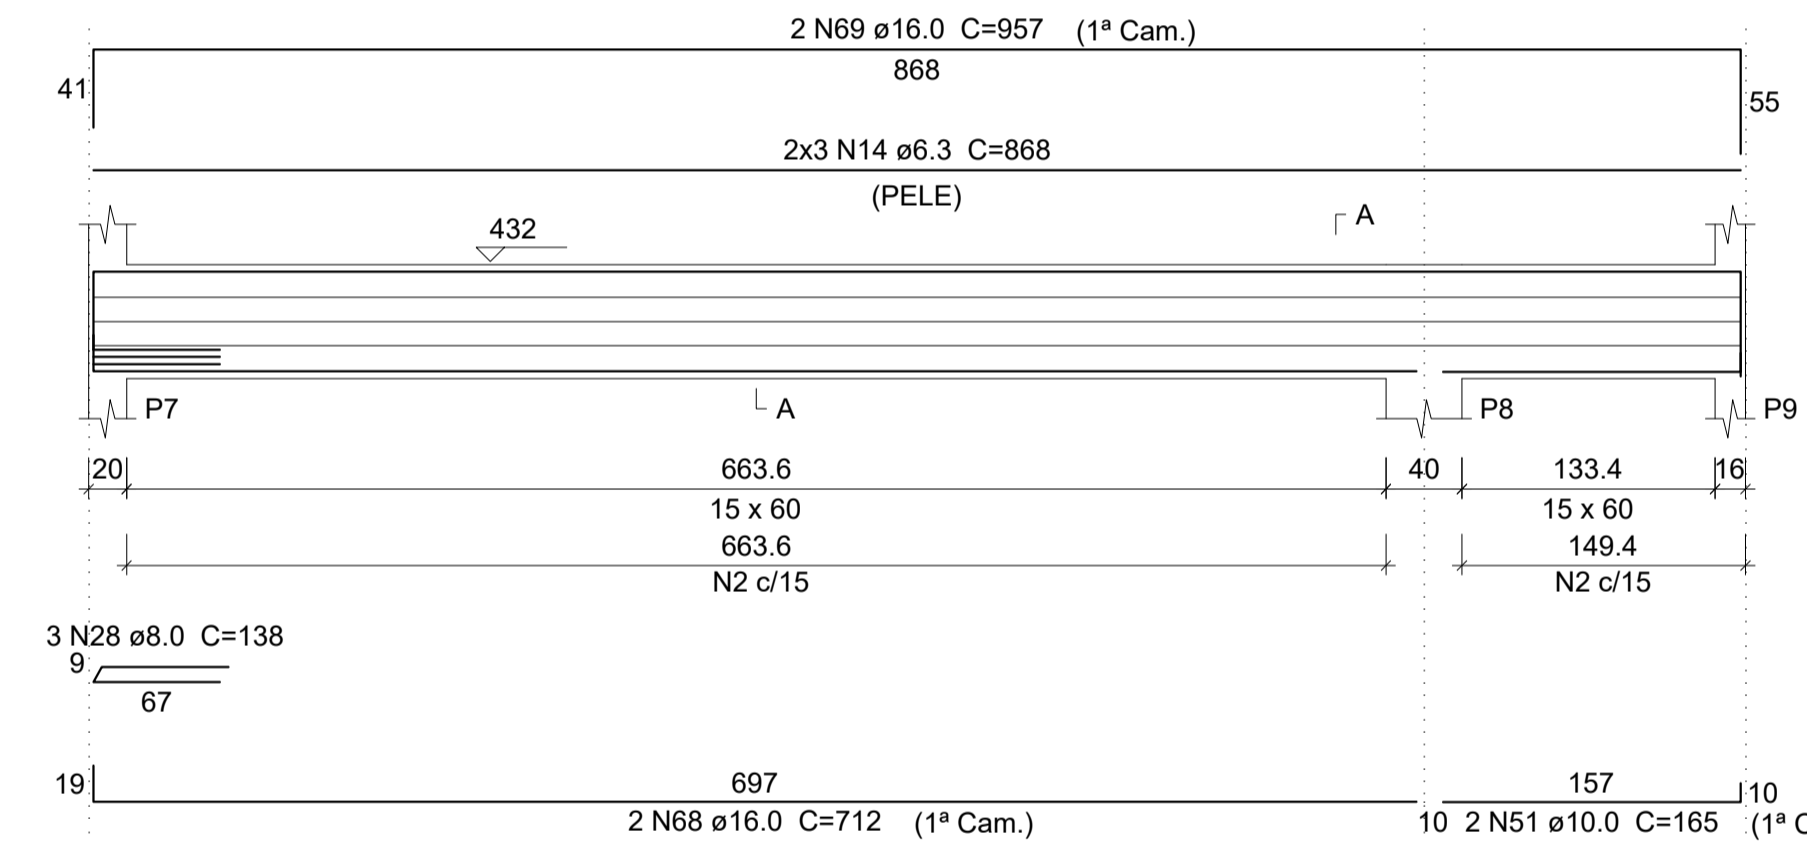 2 N69 ø16.0 C=957 (1ª Cam.)
868
41
55
2x3 N14 ø6.3 C=868
(PELE)
432
A
P7
A
P8
P9
20 663.6 40 133.4 16
15 x 60 15 x 60
663.6 149.4
N2 c/15 N2 c/15
3 N28 ø8.0 C=138
9
67
19 697 157 10
2 N68 ø16.0 C=712 (1ª Cam.) 10 2 N51 ø10.0 C=165 (1ª C